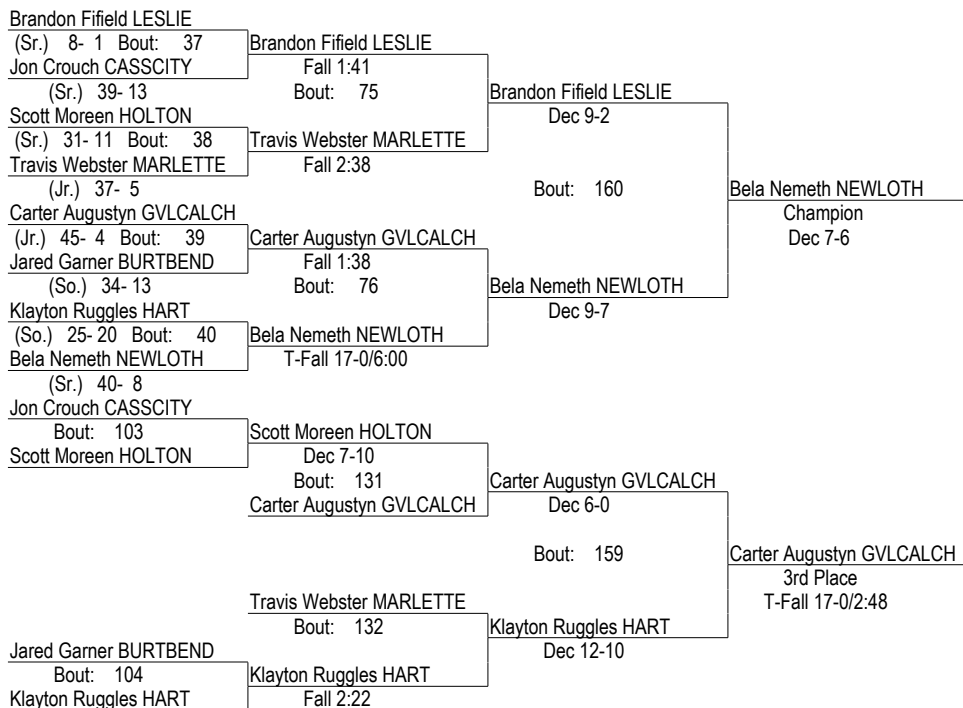 Brandon Fifield LESLIE
(Sr.) 8- 1 Bout: 37
Brandon Fifield LESLIE
Jon Crouch CASSCITY
Fall 1:41
(Sr.) 39- 13
Bout: 75
Brandon Fifield LESLIE
Scott Moreen HOLTON
Dec 9-2
(Sr.) 31- 11 Bout: 38
Travis Webster MARLETTE
Travis Webster MARLETTE
Fall 2:38
(Jr.) 37- 5
Bout: 160
Bela Nemeth NEWLOTH
Carter Augustyn GVLCALCH
Champion
(Jr.) 45- 4 Bout: 39
Carter Augustyn GVLCALCH
Dec 7-6
Jared Garner BURTBEND
Fall 1:38
(So.) 34- 13
Bout: 76
Bela Nemeth NEWLOTH
Klayton Ruggles HART
Dec 9-7
(So.) 25- 20 Bout: 40
Bela Nemeth NEWLOTH
Bela Nemeth NEWLOTH
T-Fall 17-0/6:00
(Sr.) 40- 8
Jon Crouch CASSCITY
Bout: 103
Scott Moreen HOLTON
Scott Moreen HOLTON
Dec 7-10
Bout: 131
Carter Augustyn GVLCALCH
Carter Augustyn GVLCALCH
Dec 6-0
Bout: 159
Carter Augustyn GVLCALCH
3rd Place
Travis Webster MARLETTE
T-Fall 17-0/2:48
Bout: 132
Klayton Ruggles HART
Jared Garner BURTBEND
Dec 12-10
Bout: 104
Klayton Ruggles HART
Klayton Ruggles HART
Fall 2:22